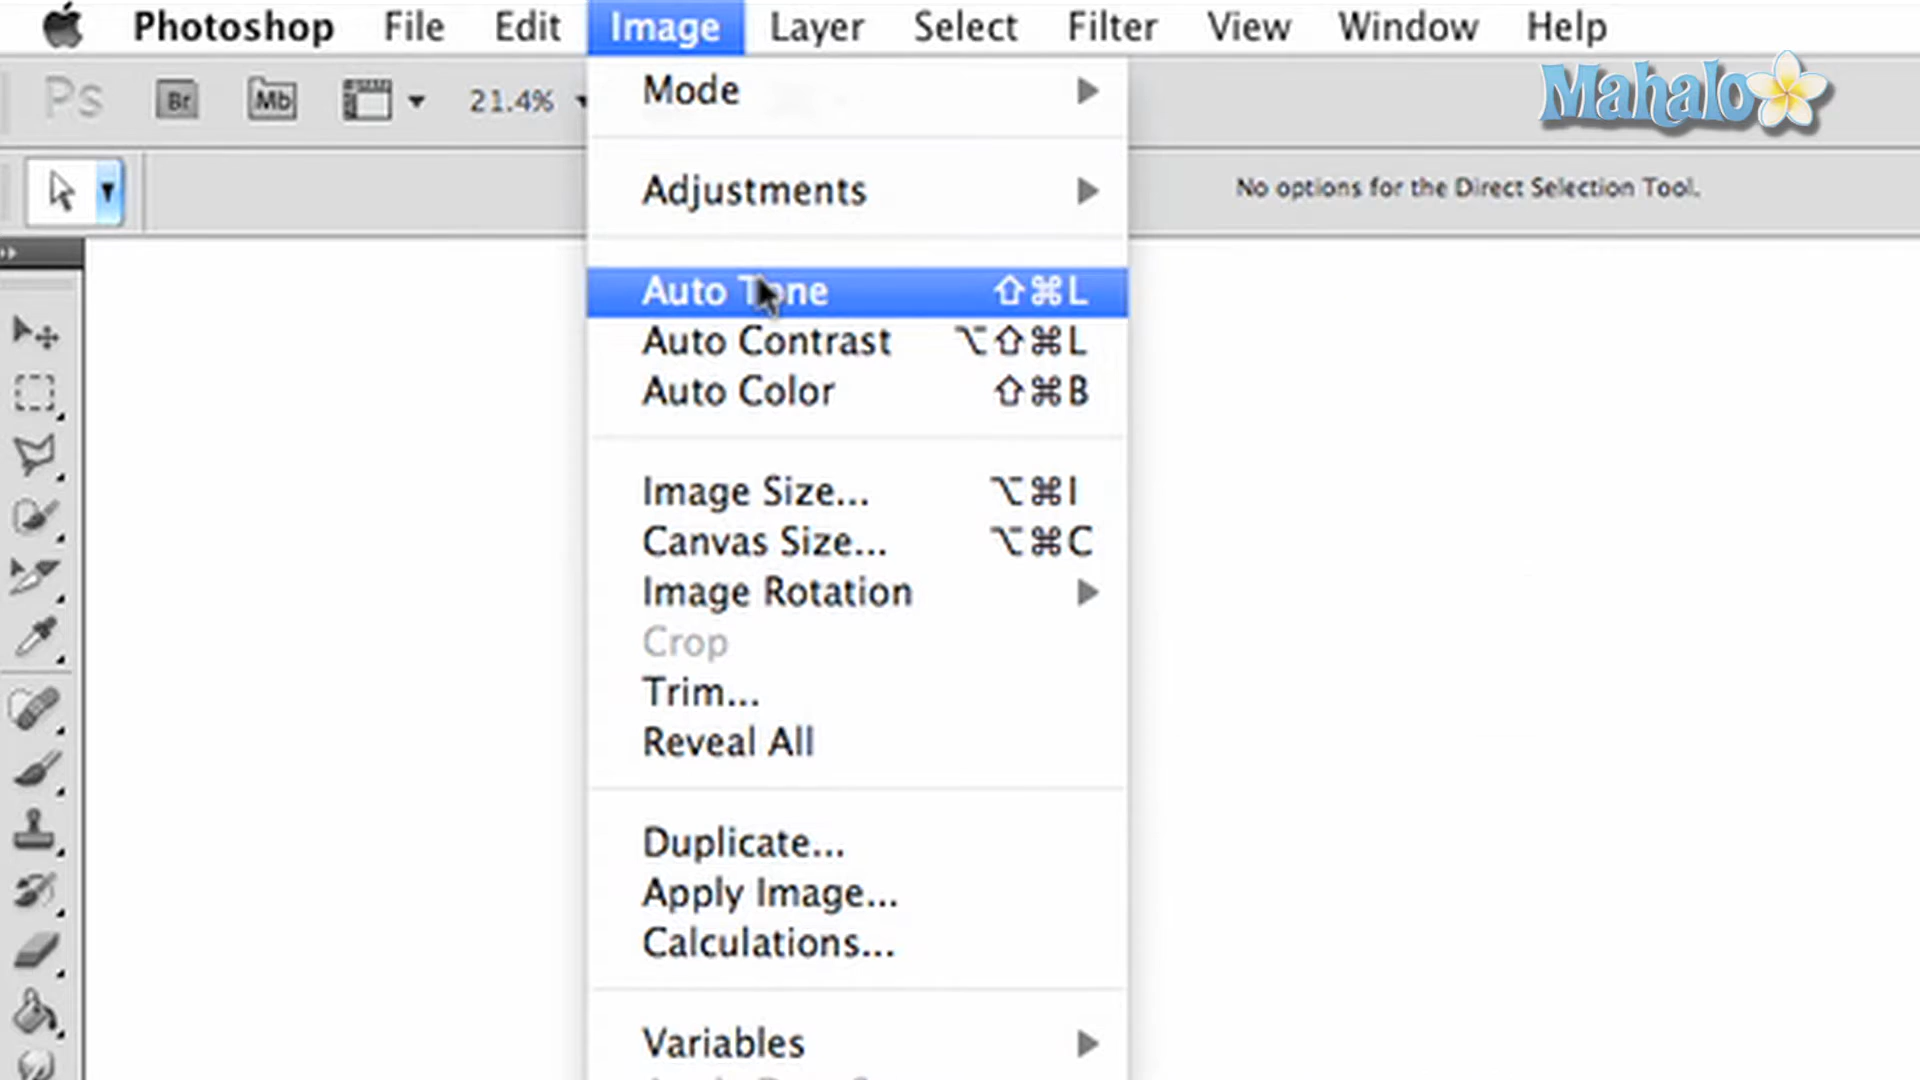 Photoshop File Edit Image Layer Select Filter View Window Help
Ps Br Mb 21.4%
Mahalo
No options for the Direct Selection Tool.
Mode
Adjustments
Auto Tone ⇧⌘L
Auto Contrast ⌥⇧⌘L
Auto Color ⇧⌘B
Image Size... ⌥⌘I
Canvas Size... ⌥⌘C
Image Rotation
Crop
Trim...
Reveal All
Duplicate...
Apply Image...
Calculations...
Variables